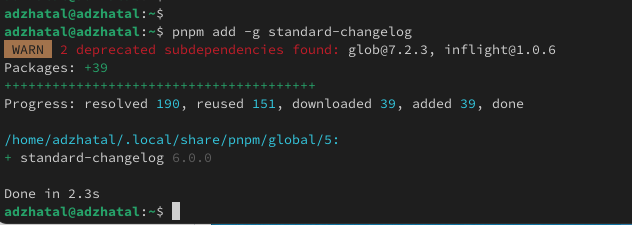 adzhatal@adzhatal:~$
adzhatal@adzhatal:~$ pnpm add -g standard-changelog
WARN 2 deprecated subdependencies found: glob@7.2.3, inflight@1.0.6
Packages: +39
+++++++++++++++++++++++++++++++++++++++
Progress: resolved 190, reused 151, downloaded 39, added 39, done
/home/adzhatal/.local/share/pnpm/global/5:
+ standard-changelog 6.0.0
Done in 2.3s
adzhatal@adzhatal:~$